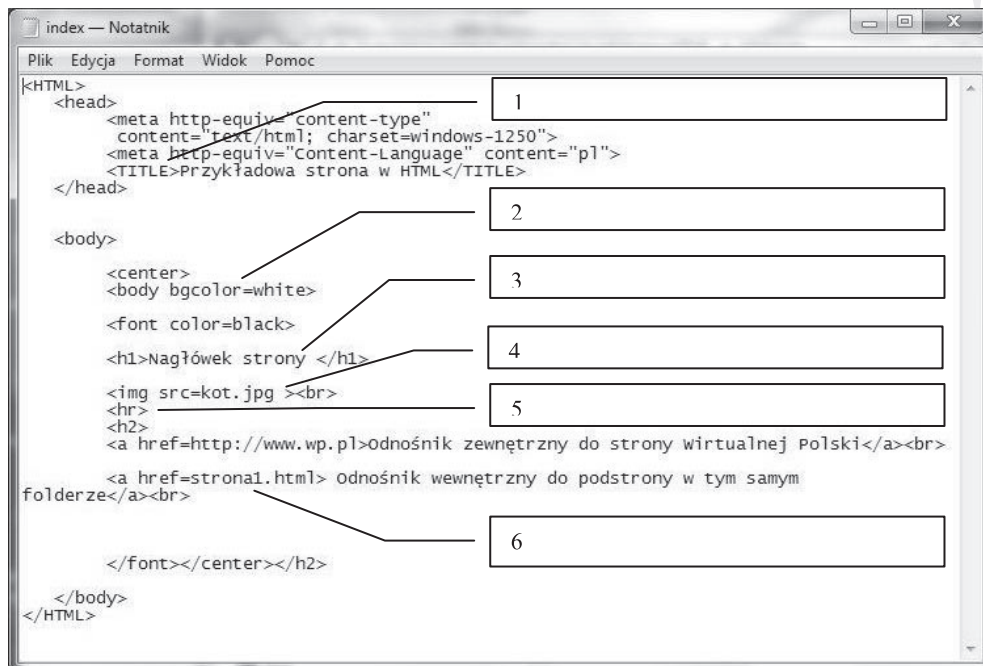 index — Notatnik
Plik Edycja Format Widok Pomoc
<HTML>
<head>
1
<meta http-equiv="content-type"
content="text/html; charset=windows-1250">
<meta http-equiv="Content-Language" content="pl">
<TITLE>Przykładowa strona w HTML</TITLE>
</head>
2
<body>
<center>
3
<body bgcolor=white>
<font color=black>
<h1>Nagłówek strony </h1>
4
<img src=kot.jpg ><br>
<hr>
5
<h2>
<a href=http://www.wp.pl>Odnośnik zewnętrzny do strony Wirtualnej Polski</a><br>
<a href=strona1.html> Odnośnik wewnętrzny do podstrony w tym samym
folderze</a><br>
6
</font></center></h2>
</body>
</HTML>